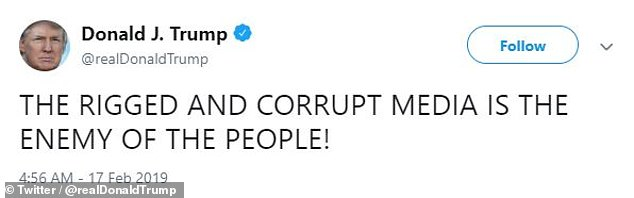 Donald J. Trump
@realDonaldTrump
Follow
THE RIGGED AND CORRUPT MEDIA IS THE
ENEMY OF THE PEOPLE!
4:56 AM - 17 Feb 2019
© Twitter / @realDonaldTrump